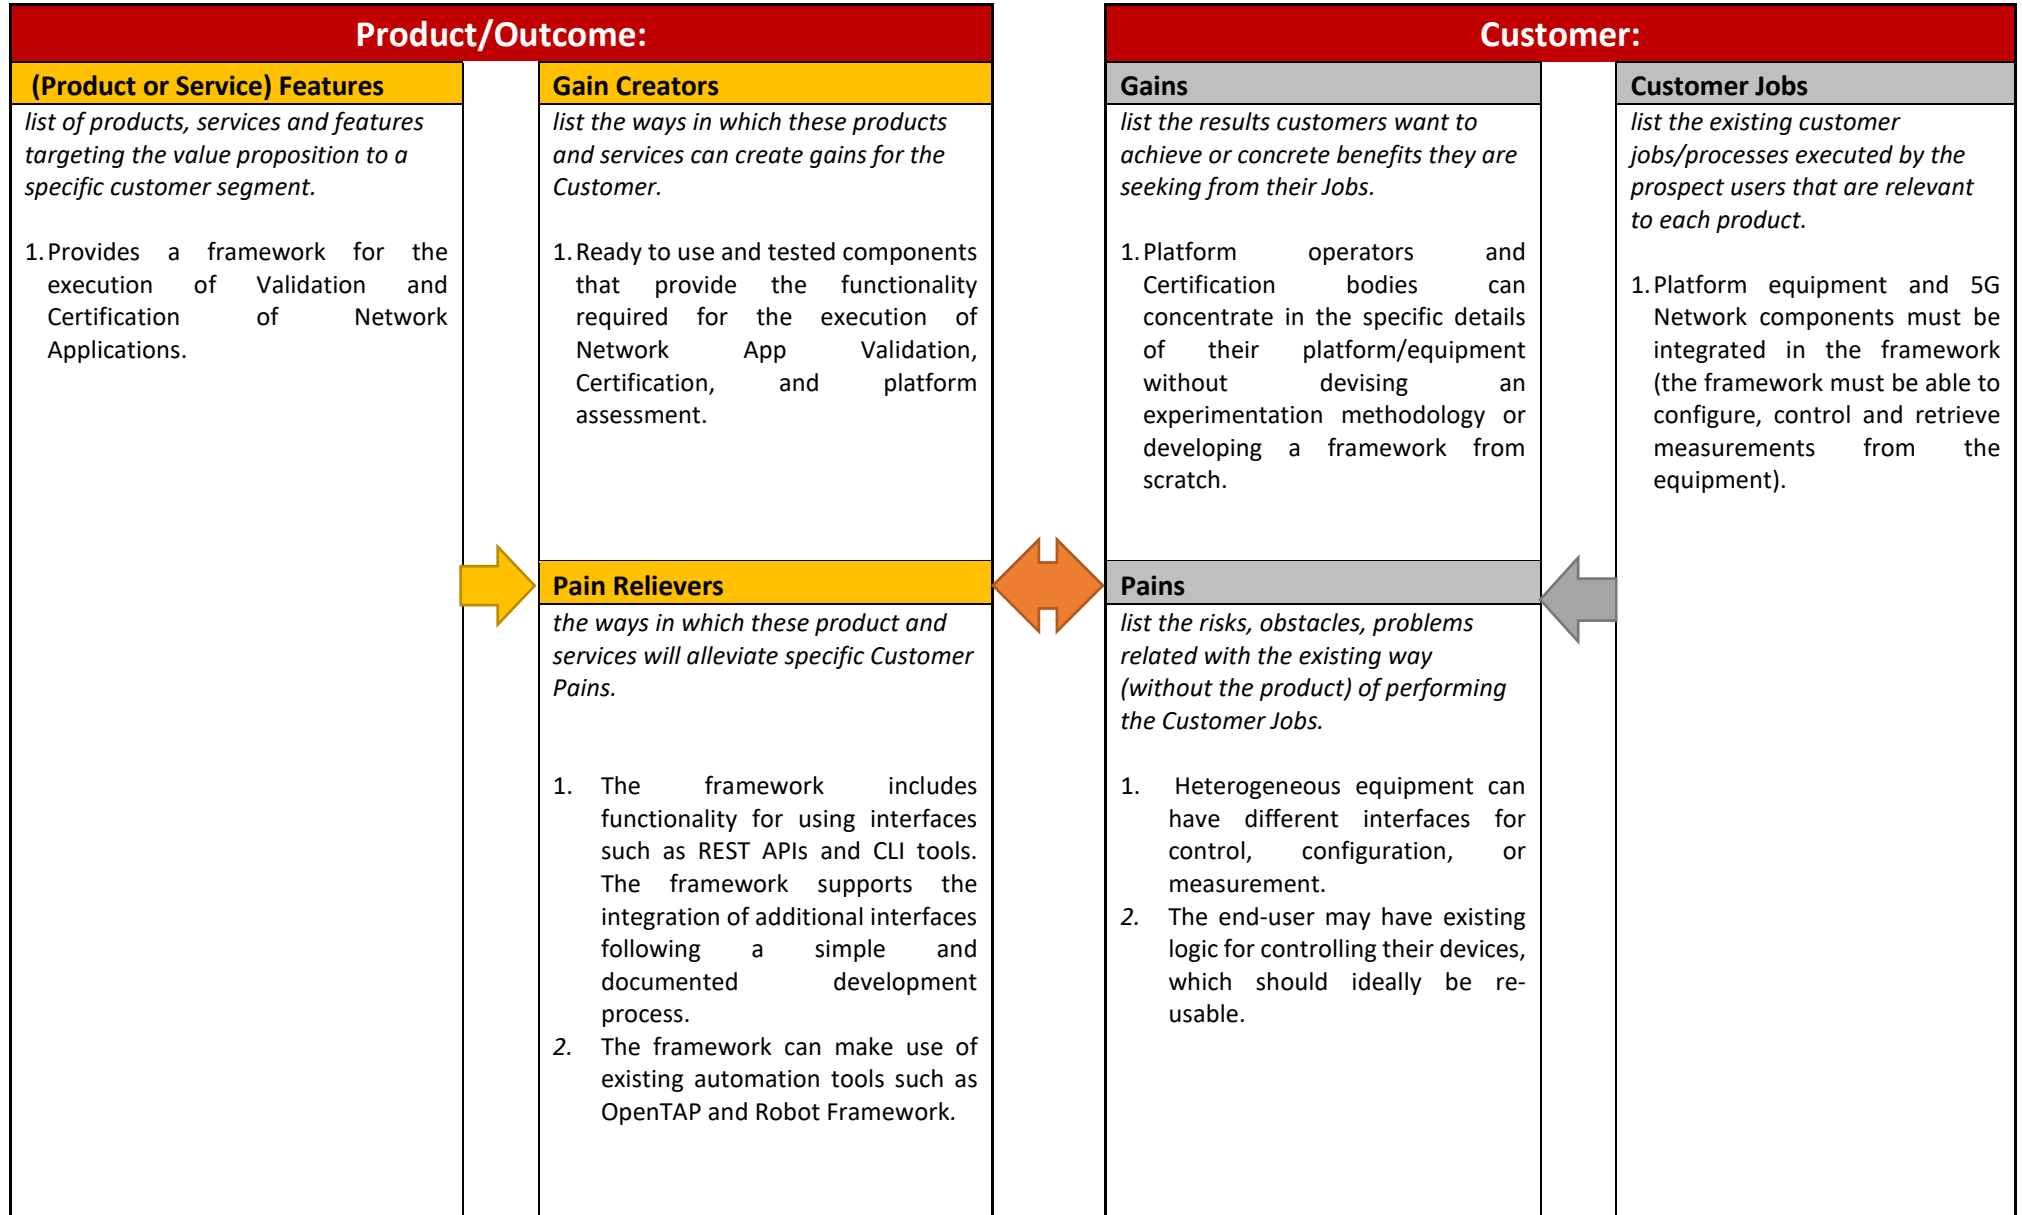 Product/Outcome:
(Product or Service) Features
list of products, services and features
targeting the value proposition to a
specific customer segment.
1. Provides a framework for the
execution of Validation and
Certification of Network
Applications.
Gain Creators
list the ways in which these products
and services can create gains for the
Customer.
1. Ready to use and tested components
that provide the functionality
required for the execution of
Network App Validation,
Certification, and platform
assessment.
Pain Relievers
the ways in which these product and
services will alleviate specific Customer
Pains.
1. The framework includes
functionality for using interfaces
such as REST APIs and CLI tools.
The framework supports the
integration of additional interfaces
following a simple and
documented development
process.
2. The framework can make use of
existing automation tools such as
OpenTAP and Robot Framework.
Customer:
Gains
list the results customers want to
achieve or concrete benefits they are
seeking from their Jobs.
1. Platform operators and
Certification bodies can
concentrate in the specific details
of their platform/equipment
without devising an
experimentation methodology or
developing a framework from
scratch.
Pains
list the risks, obstacles, problems
related with the existing way
(without the product) of performing
the Customer Jobs.
1. Heterogeneous equipment can
have different interfaces for
control, configuration, or
measurement.
2. The end-user may have existing
logic for controlling their devices,
which should ideally be re-
usable.
Customer Jobs
list the existing customer
jobs/processes executed by the
prospect users that are relevant
to each product.
1. Platform equipment and 5G
Network components must be
integrated in the framework
(the framework must be able to
configure, control and retrieve
measurements from the
equipment).